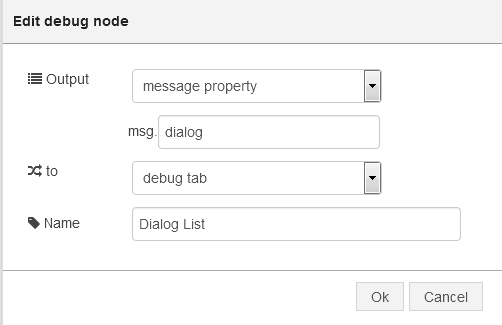 Edit debug node
Output message property
msg. dialog
to debug tab
Name Dialog List
Ok Cancel